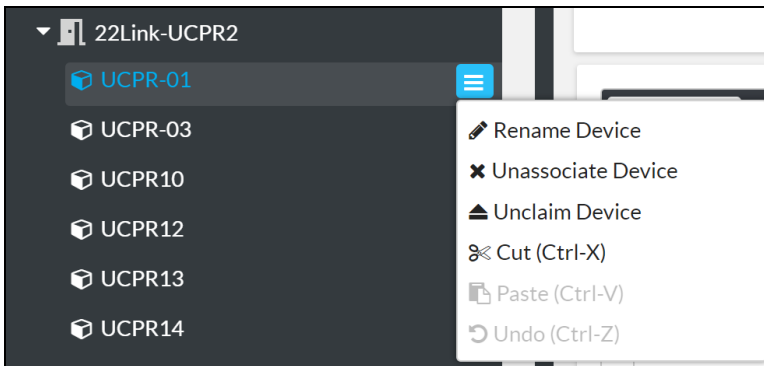 22Link-UCPR2
UCPR-01
UCPR-03
UCPR10
UCPR12
UCPR13
UCPR14
Rename Device
Unassociate Device
Unclaim Device
Cut (Ctrl-X)
Paste (Ctrl-V)
Undo (Ctrl-Z)